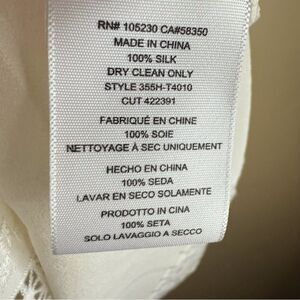 RN# 105230 CA#58350
MADE IN CHINA
100% SILK
DRY CLEAN ONLY
STYLE 355H-T4010
CUT 422391
FABRIQUÉ EN CHINE
100% SOIE
NETTOYAGE À SEC UNIQUEMENT
HECHO EN CHINA
100% SEDA
LAVAR EN SECO SOLAMENTE
PRODOTTO IN CINA
100% SETA
SOLO LAVAGGIO A SECCO